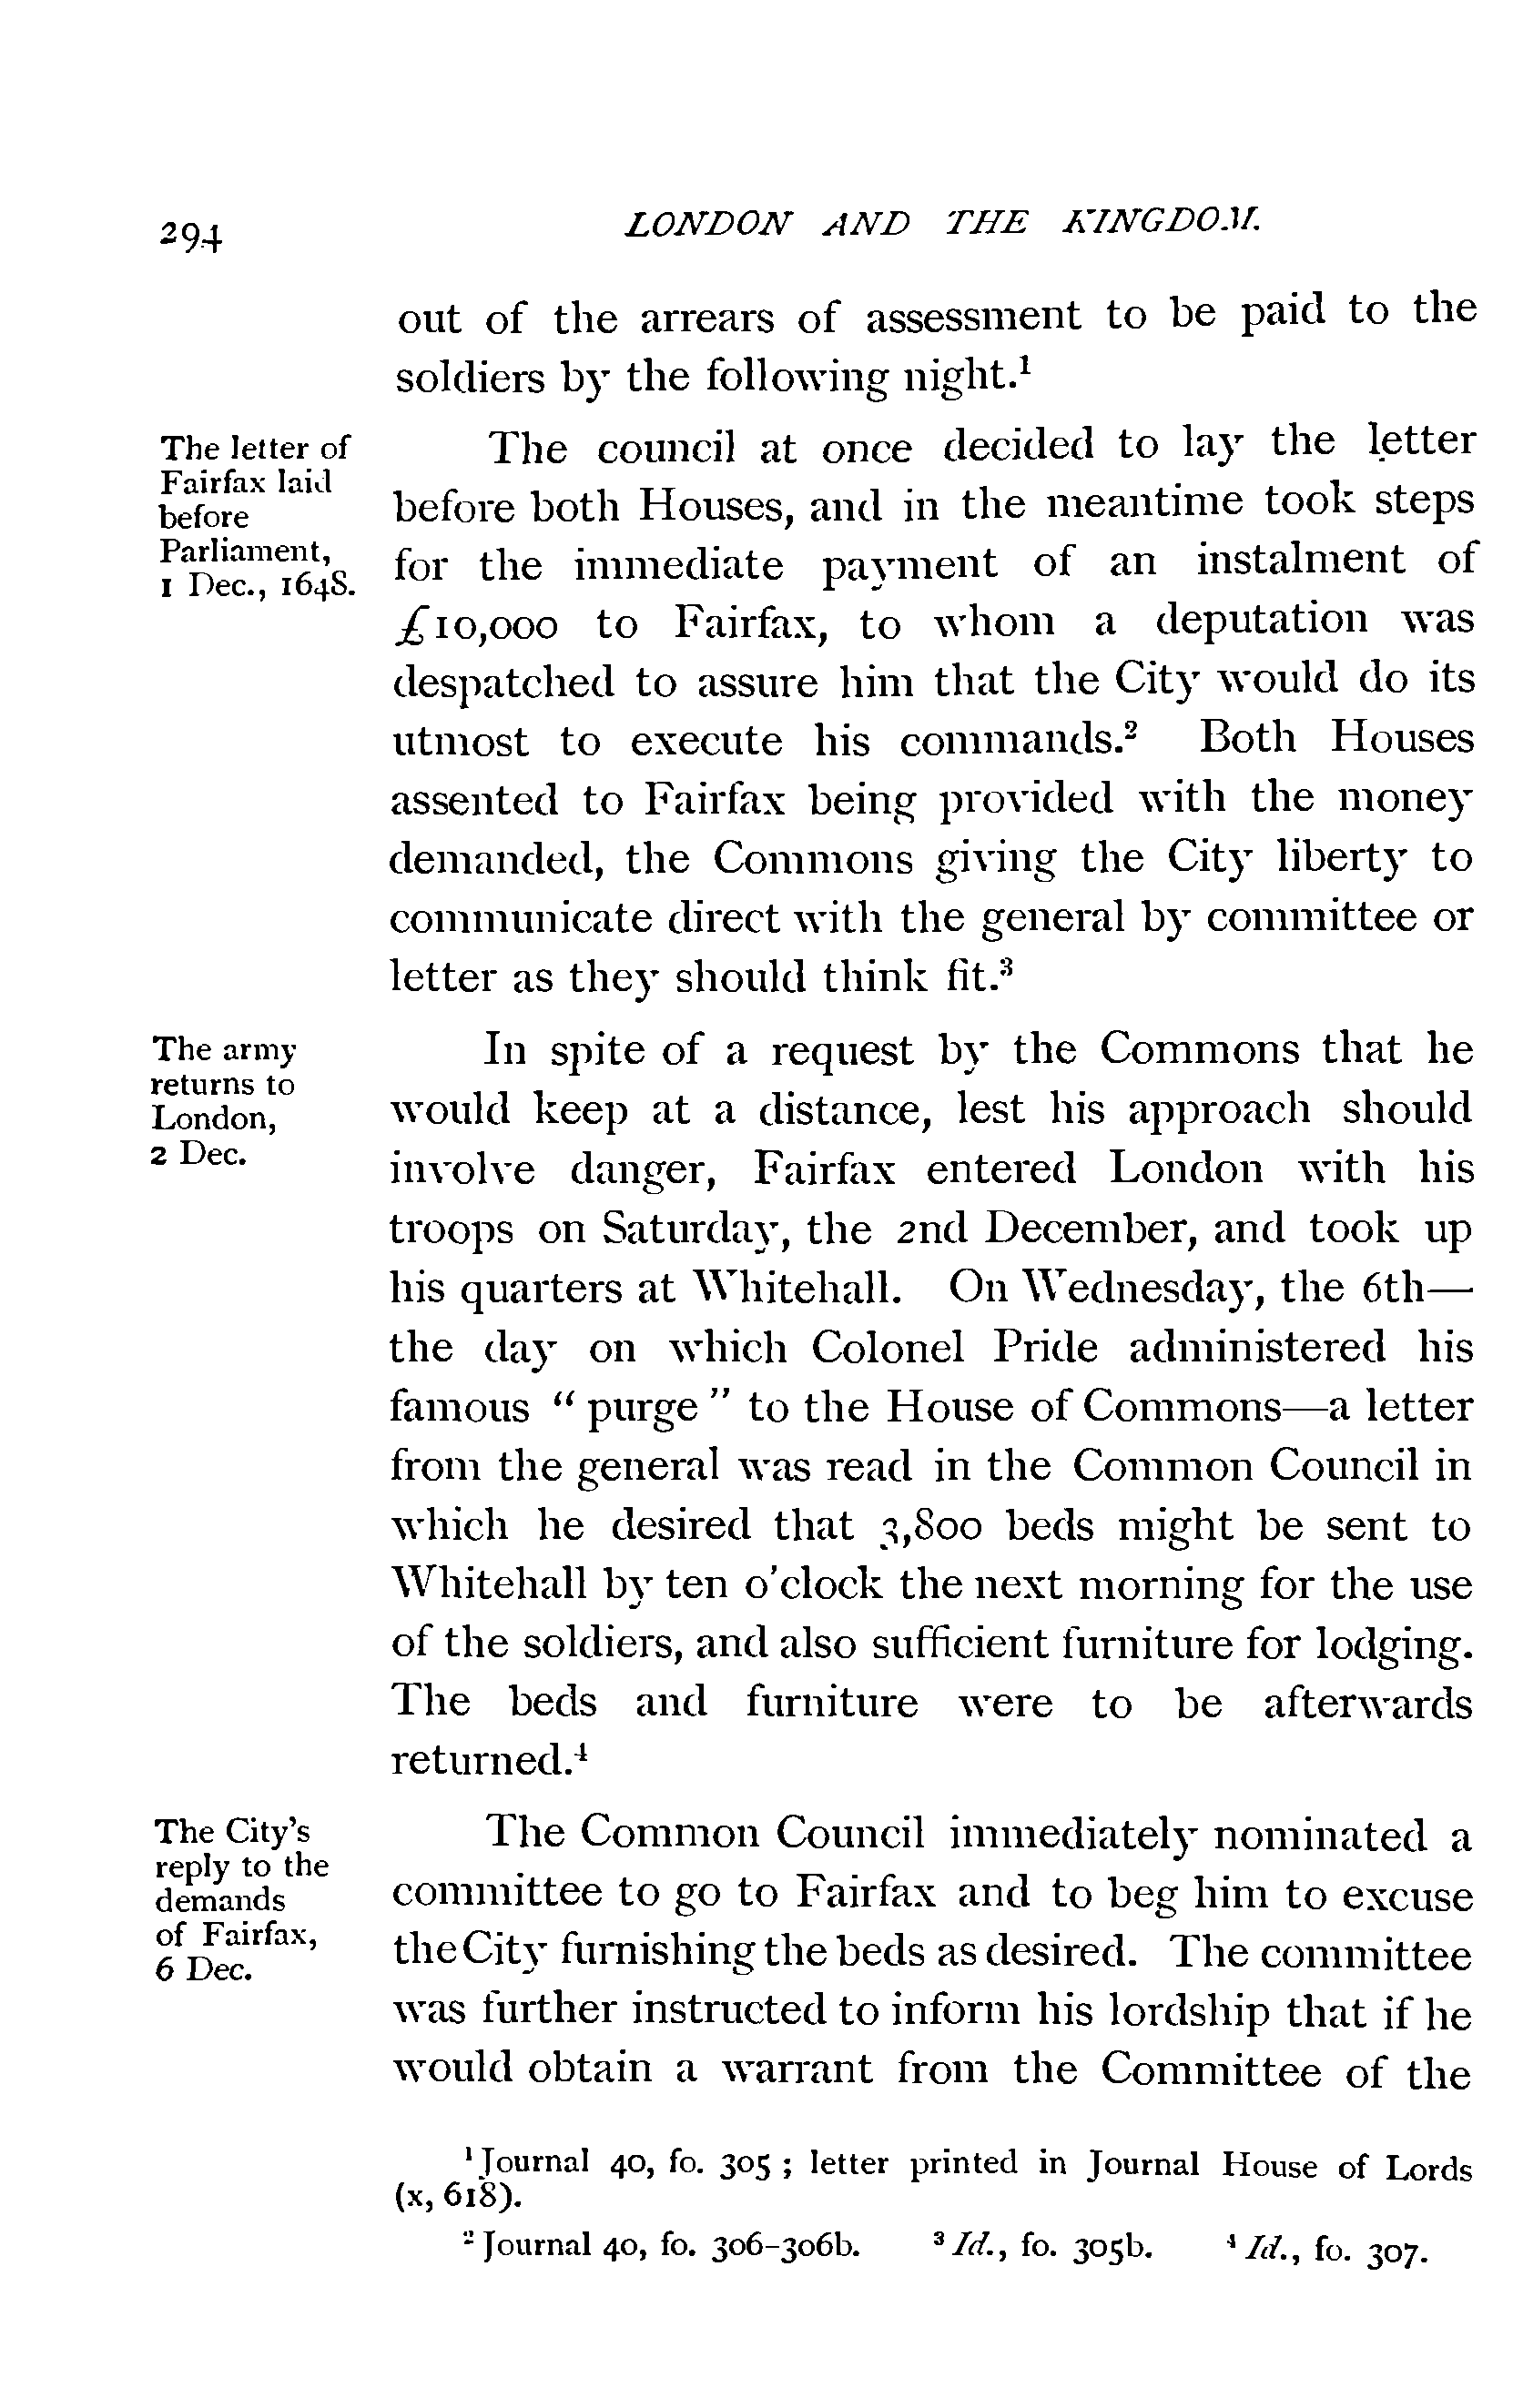 294
LONDON AND THE KINGDOM.
out of the arrears of assessment to be paid to the
soldiers by the following night.¹
The letter of
Fairfax laid
before
Parliament,
1 Dec., 1648.
The council at once decided to lay the letter
before both Houses, and in the meantime took steps
for the immediate payment of an instalment of
£10,000 to Fairfax, to whom a deputation was
despatched to assure him that the City would do its
utmost to execute his commands.² Both Houses
assented to Fairfax being provided with the money
demanded, the Commons giving the City liberty to
communicate direct with the general by committee or
letter as they should think fit.³
The army
returns to
London,
2 Dec.
In spite of a request by the Commons that he
would keep at a distance, lest his approach should
involve danger, Fairfax entered London with his
troops on Saturday, the 2nd December, and took up
his quarters at Whitehall. On Wednesday, the 6th—
the day on which Colonel Pride administered his
famous “ purge ” to the House of Commons—a letter
from the general was read in the Common Council in
which he desired that 3,800 beds might be sent to
Whitehall by ten o'clock the next morning for the use
of the soldiers, and also sufficient furniture for lodging.
The beds and furniture were to be afterwards
returned.⁴
The City's
reply to the
demands
of Fairfax,
6 Dec.
The Common Council immediately nominated a
committee to go to Fairfax and to beg him to excuse
the City furnishing the beds as desired. The committee
was further instructed to inform his lordship that if he
would obtain a warrant from the Committee of the
¹ Journal 40, fo. 305 ; letter printed in Journal House of Lords
(x, 618).
² Journal 40, fo. 306-306b. ³ Id., fo. 305b. ⁴ Id., fo. 307.